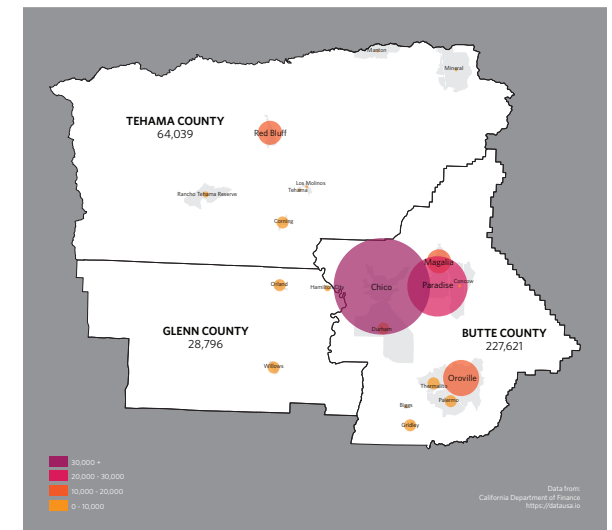 Manton
Mineral
TEHAMA COUNTY
64,039
Red Bluff
Los Molinos
Tehama
Rancho Tehama Reserve
Corning
Magalia
Concow
Orland
Hamilton City
Chico
Paradise
Durham
GLENN COUNTY
28,796
BUTTE COUNTY
227,621
Willows
Oroville
Thermalito
Palermo
Biggs
Gridley
30,000 +
20,000 - 30,000
10,000 - 20,000
0 - 10,000
Data from:
California Department of Finance
https://datausa.io